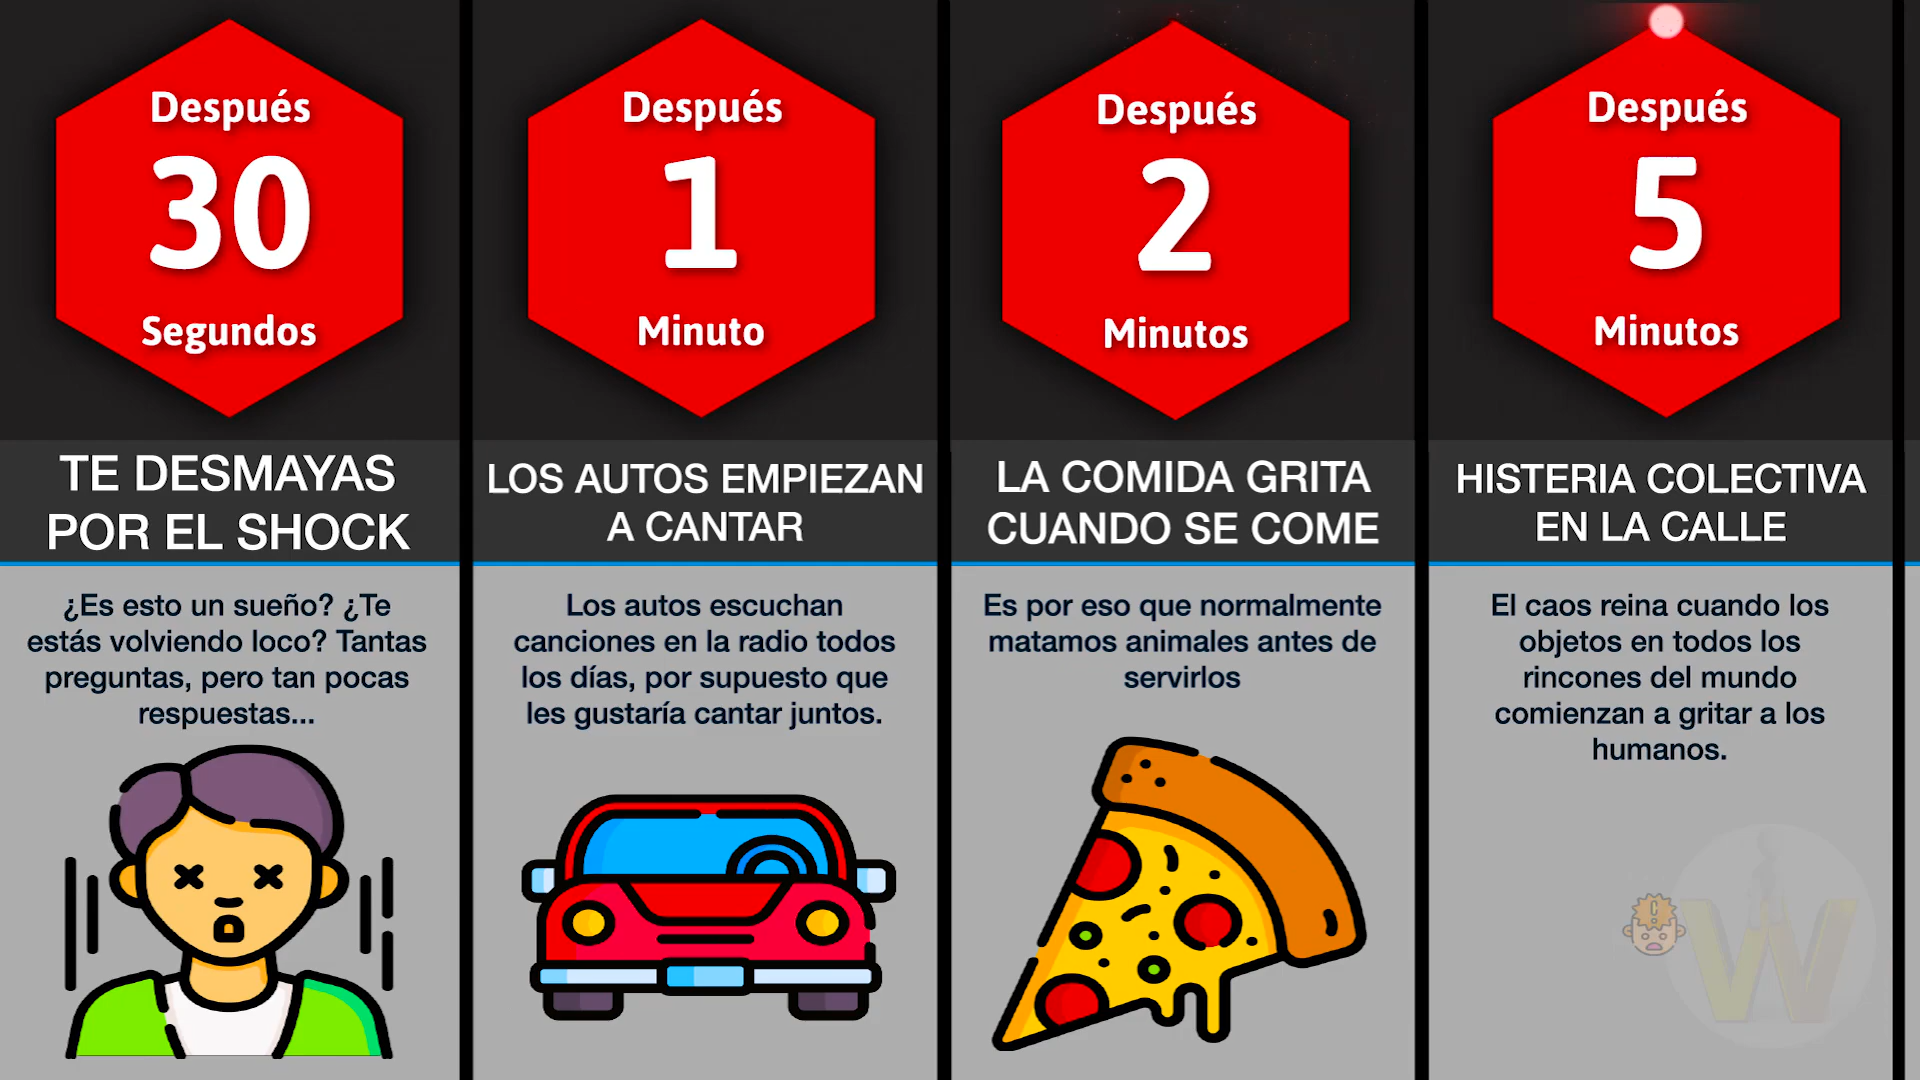 Después
30
Segundos
TE DESMAYAS
POR EL SHOCK
¿Es esto un sueño? ¿Te
estás volviendo loco? Tantas
preguntas, pero tan pocas
respuestas...
Después
1
Minuto
LOS AUTOS EMPIEZAN
A CANTAR
Los autos escuchan
canciones en la radio todos
los días, por supuesto que
les gustaría cantar juntos.
Después
2
Minutos
LA COMIDA GRITA
CUANDO SE COME
Es por eso que normalmente
matamos animales antes de
servirlos
Después
5
Minutos
HISTERIA COLECTIVA
EN LA CALLE
El caos reina cuando los
objetos en todos los
rincones del mundo
comienzan a gritar a los
humanos.
W